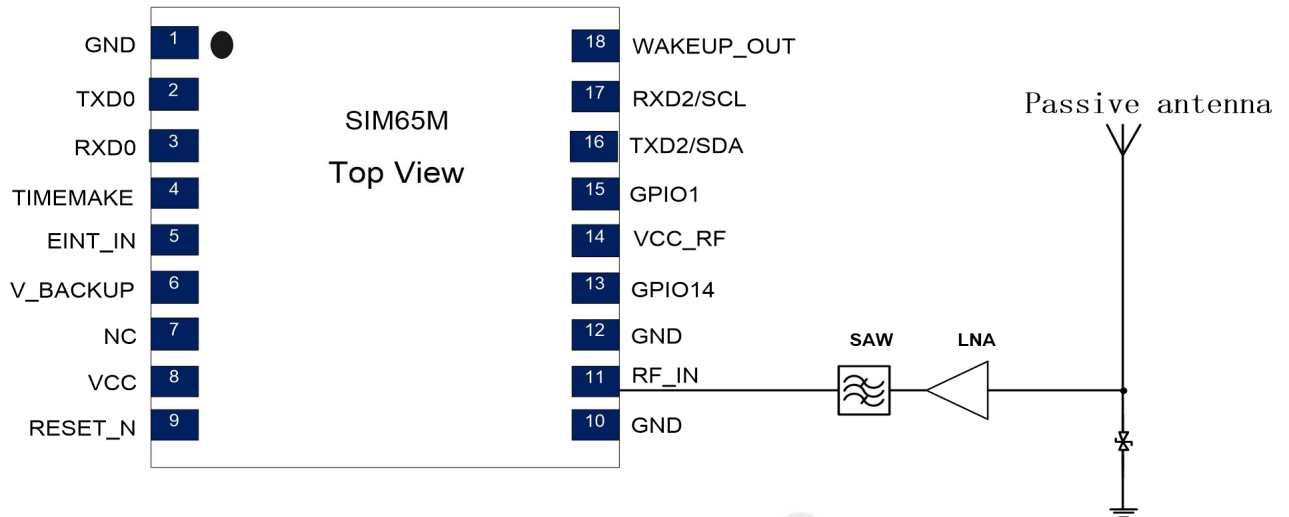 GND 1
TXD0 2
RXD0 3
TIMEMAKE 4
EINT_IN 5
V_BACKUP 6
NC 7
VCC 8
RESET_N 9
SIM65M
Top View
18 WAKEUP_OUT
17 RXD2/SCL
16 TXD2/SDA
15 GPIO1
14 VCC_RF
13 GPIO14
12 GND
11 RF_IN
10 GND
SAW
LNA
Passive antenna